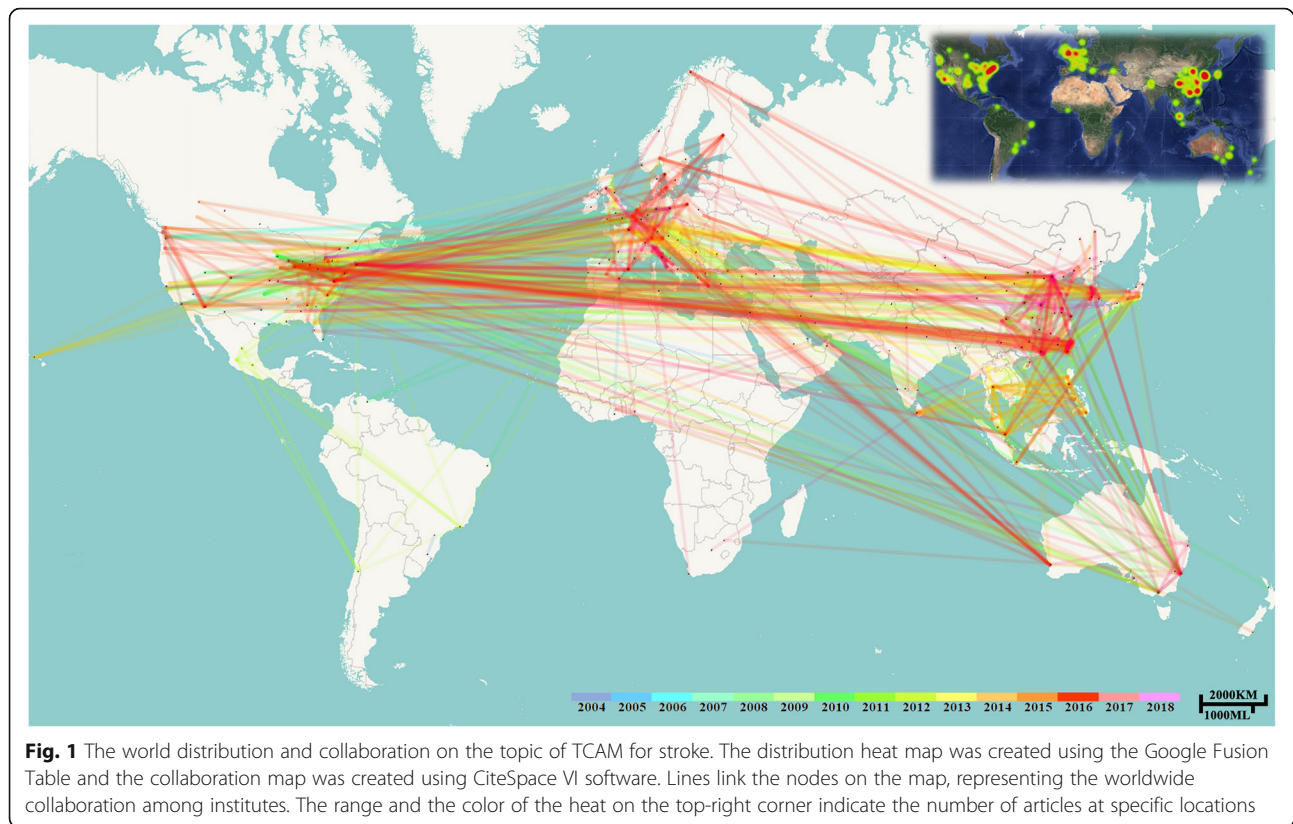 2004 2005 2006 2007 2008 2009 2010 2011 2012 2013 2014 2015 2016 2017 2018
2000KM
1000ML
Fig. 1 The world distribution and collaboration on the topic of TCAM for stroke. The distribution heat map was created using the Google Fusion
Table and the collaboration map was created using CiteSpace VI software. Lines link the nodes on the map, representing the worldwide
collaboration among institutes. The range and the color of the heat on the top-right corner indicate the number of articles at specific locations